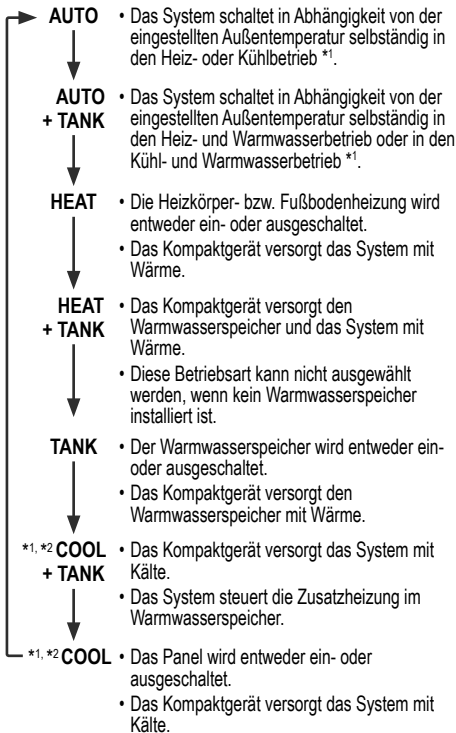 AUTO • Das System schaltet in Abhängigkeit von der
eingestellten Außentemperatur selbständig in
den Heiz- oder Kühlbetrieb *1.
AUTO • Das System schaltet in Abhängigkeit von der
+ TANK eingestellten Außentemperatur selbständig in
den Heiz- und Warmwasserbetrieb oder in den
Kühl- und Warmwasserbetrieb *1.
HEAT • Die Heizkörper- bzw. Fußbodenheizung wird
entweder ein- oder ausgeschaltet.
• Das Kompaktgerät versorgt das System mit
Wärme.
HEAT • Das Kompaktgerät versorgt den
+ TANK Warmwasserspeicher und das System mit
Wärme.
• Diese Betriebsart kann nicht ausgewählt
werden, wenn kein Warmwasserspeicher
installiert ist.
TANK • Der Warmwasserspeicher wird entweder ein-
oder ausgeschaltet.
• Das Kompaktgerät versorgt den
Warmwasserspeicher mit Wärme.
*1, *2 COOL • Das Kompaktgerät versorgt das System mit
+ TANK Kälte.
• Das System steuert die Zusatzheizung im
Warmwasserspeicher.
*1, *2 COOL • Das Panel wird entweder ein- oder
ausgeschaltet.
• Das Kompaktgerät versorgt das System mit
Kälte.